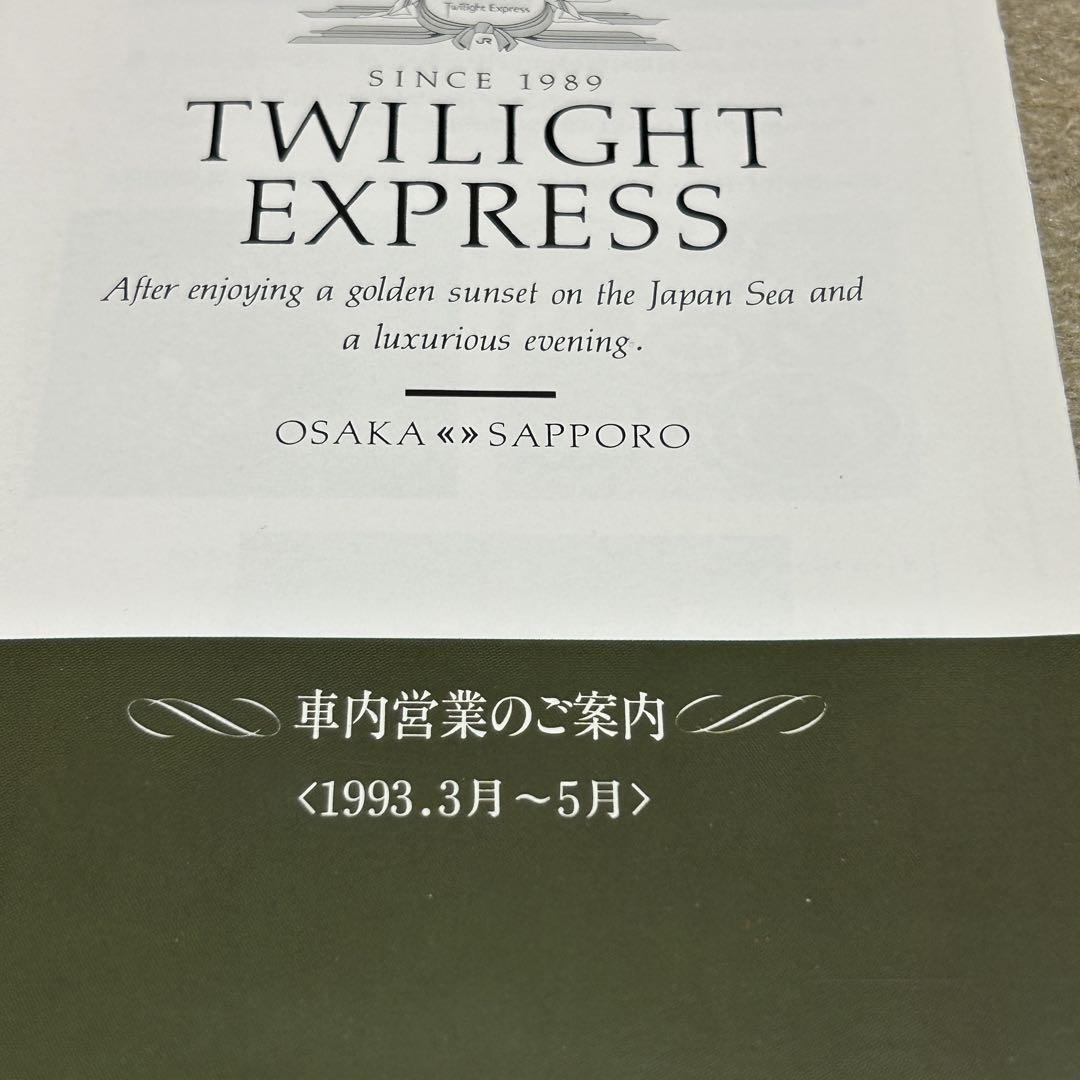 Twilight Express
JR
SINCE 1989
TWILIGHT
EXPRESS
After enjoying a golden sunset on the Japan Sea and
a luxurious evening.
OSAKA «» SAPPORO
車内営業のご案内
〈1993.3月～5月〉